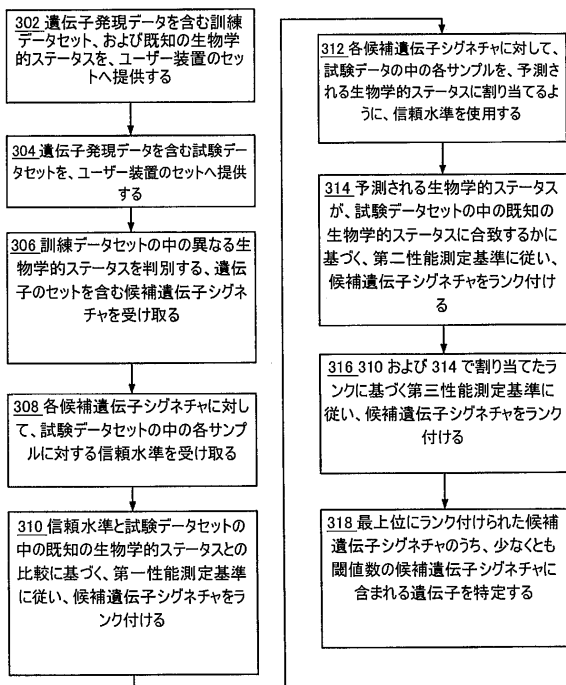 302 遺伝子発現データを含む訓練
データセット、および既知の生物学
的ステータスを、ユーザー装置のセッ
トへ提供する
304 遺伝子発現データを含む試験デー
タセットを、ユーザー装置のセットへ提供
する
306 訓練データセットの中の異なる生
物学的ステータスを判別する、遺伝
子のセットを含む候補遺伝子シグネ
チャを受け取る
308 各候補遺伝子シグネチャに対し
て、試験データセットの中の各サンプ
ルに対する信頼水準を受け取る
310 信頼水準と試験データセットの
中の既知の生物学的ステータスとの
比較に基づく、第一性能測定基準
に従い、候補遺伝子シグネチャをラ
ンク付ける
312 各候補遺伝子シグネチャに対して、
試験データの中の各サンプルを、予測さ
れる生物学的ステータスに割り当てるよ
うに、信頼水準を使用する
314 予測される生物学的ステータス
が、試験データセットの中の既知の
生物学的ステータスに合致するかに
基づく、第二性能測定基準に従い、
候補遺伝子シグネチャをランク付け
る
316 310 および 314 で割り当てたラ
ンクに基づく第三性能測定基準に
従い、候補遺伝子シグネチャをランク
付ける
318 最上位にランク付けられた候補
遺伝子シグネチャのうち、少なくとも
閾値数の候補遺伝子シグネチャに
含まれる遺伝子を特定する